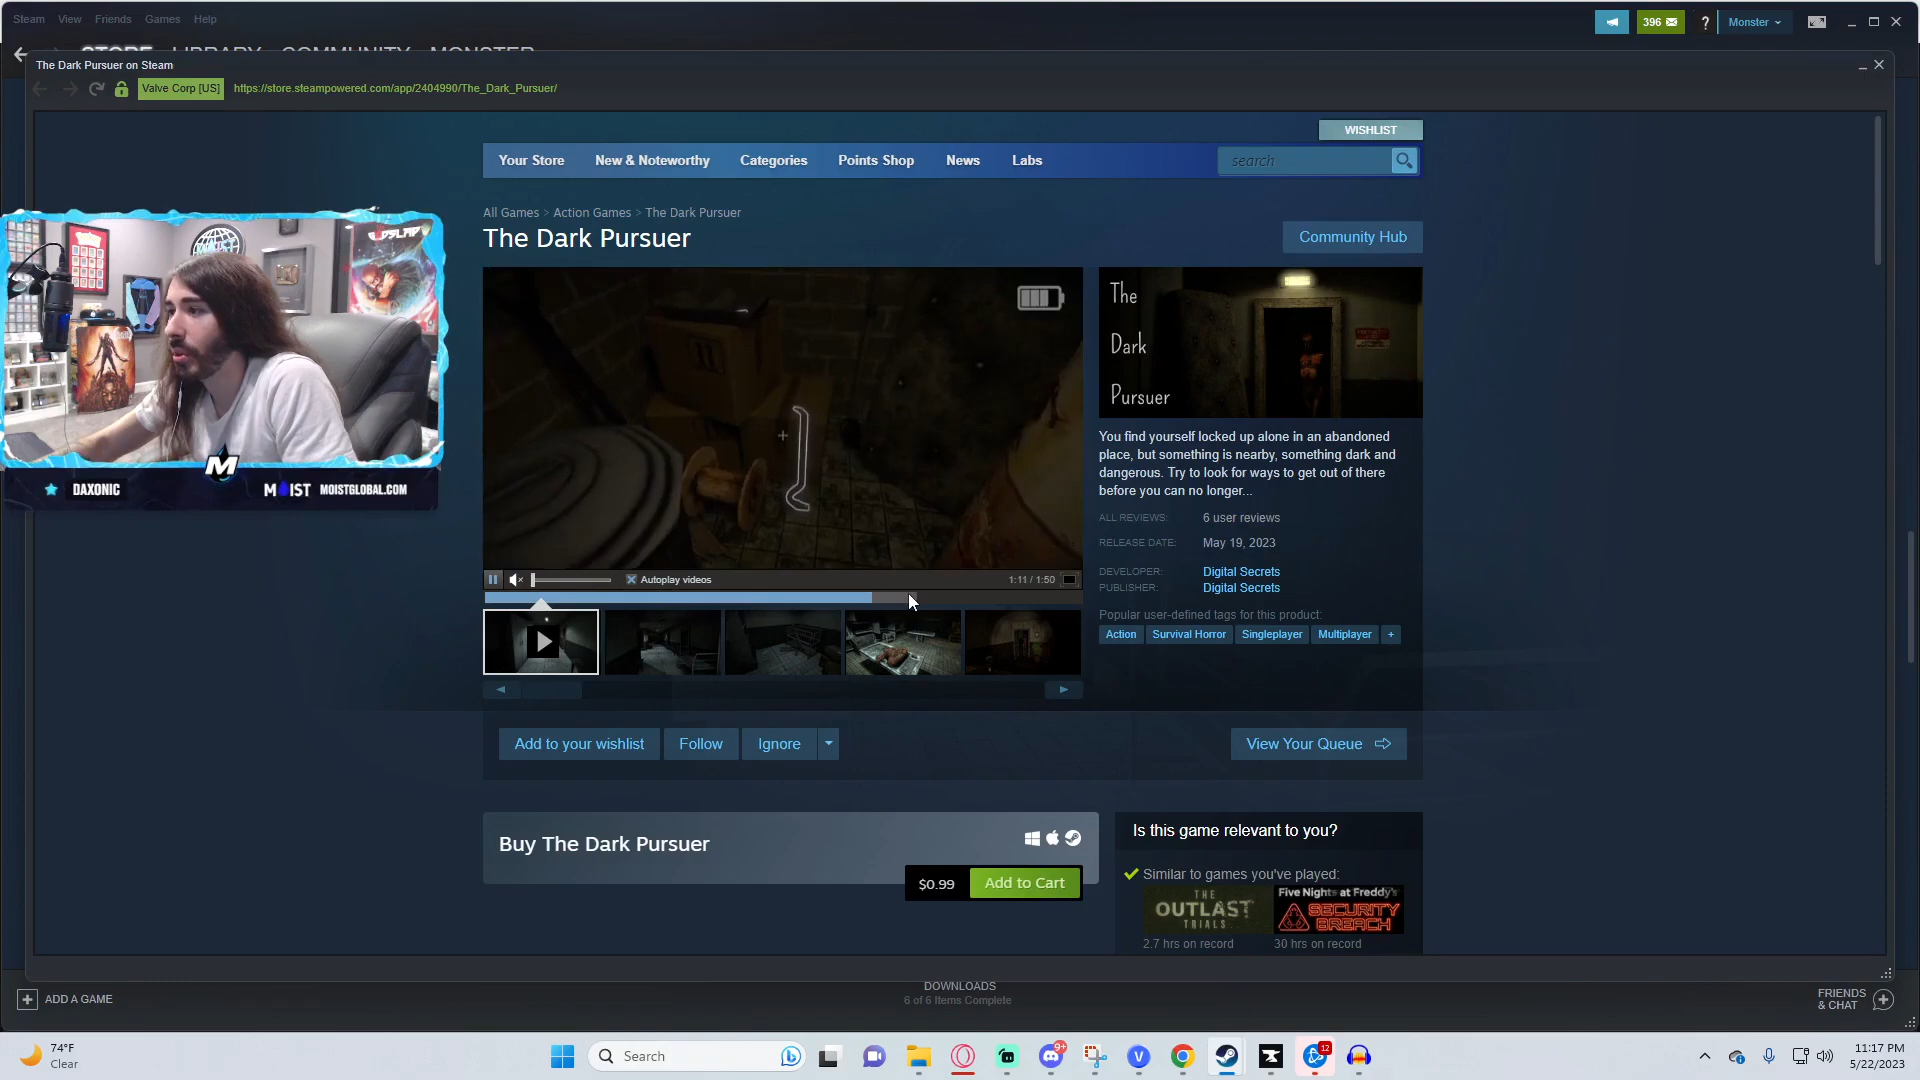 Steam View Friends Games Help
396
?
Monster
STORE LIBRARY COMMUNITY MONSTER
The Dark Pursuer on Steam
Valve Corp [US]
https://store.steampowered.com/app/2404990/The_Dark_Pursuer/
WISHLIST
Your Store New & Noteworthy Categories Points Shop News Labs
search
All Games > Action Games > The Dark Pursuer
The Dark Pursuer
Community Hub
The
Dark
Pursuer
You find yourself locked up alone in an abandoned
place, but something is nearby, something dark and
dangerous. Try to look for ways to get out of there
before you can no longer...
ALL REVIEWS: 6 user reviews
RELEASE DATE: May 19, 2023
DEVELOPER: Digital Secrets
PUBLISHER: Digital Secrets
Popular user-defined tags for this product:
Action Survival Horror Singleplayer Multiplayer +
Autoplay videos
1:11 / 1:50
GODSLAP
M
DAXONIC
MOIST MOISTGLOBAL.COM
Add to your wishlist Follow Ignore
View Your Queue
Buy The Dark Pursuer
$0.99 Add to Cart
Is this game relevant to you?
Similar to games you've played:
THE
OUTLAST
TRIALS
2.7 hrs on record
Five Nights at Freddy's
SECURITY
BREACH
30 hrs on record
ADD A GAME
DOWNLOADS
6 of 6 Items Complete
FRIENDS
& CHAT
74°F
Clear
Search
9+
V
12
11:17 PM
5/22/2023